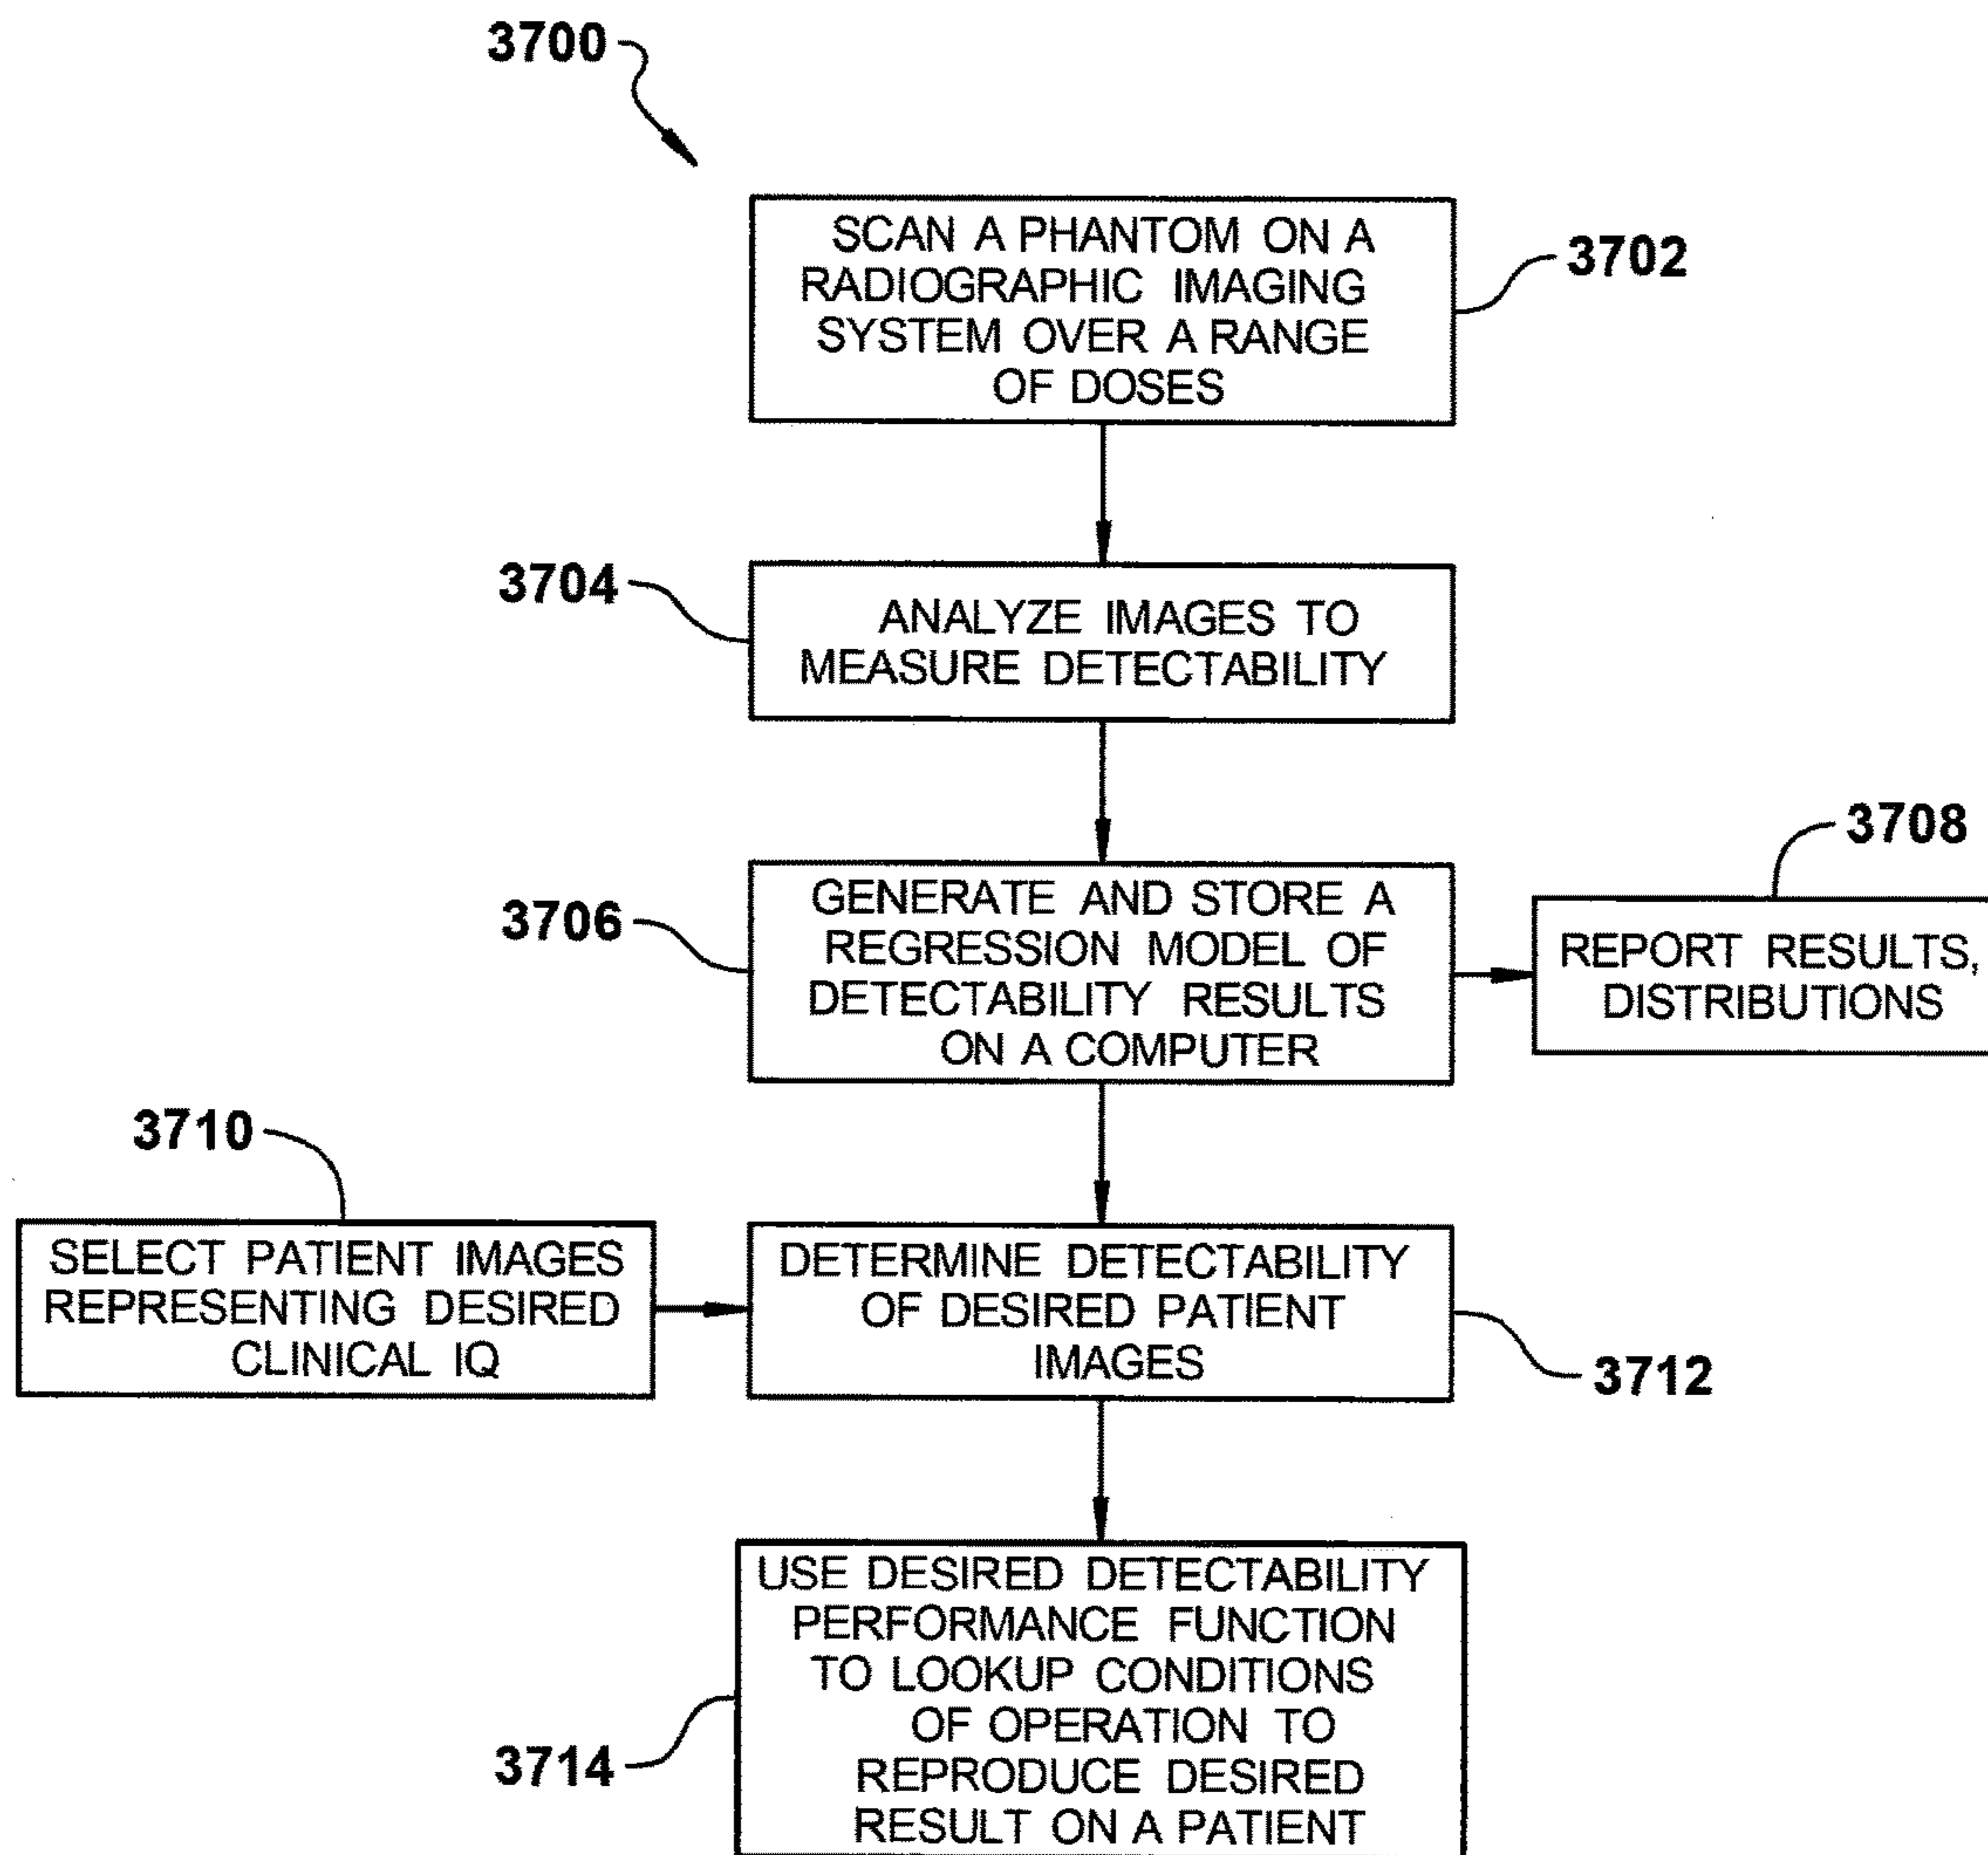 3700
SCAN A PHANTOM ON A
RADIOGRAPHIC IMAGING
SYSTEM OVER A RANGE
OF DOSES
3702
3704
ANALYZE IMAGES TO
MEASURE DETECTABILITY
3706
GENERATE AND STORE A
REGRESSION MODEL OF
DETECTABILITY RESULTS
ON A COMPUTER
3708
REPORT RESULTS,
DISTRIBUTIONS
3710
SELECT PATIENT IMAGES
REPRESENTING DESIRED
CLINICAL IQ
DETERMINE DETECTABILITY
OF DESIRED PATIENT
IMAGES
3712
USE DESIRED DETECTABILITY
PERFORMANCE FUNCTION
TO LOOKUP CONDITIONS
OF OPERATION TO
REPRODUCE DESIRED
RESULT ON A PATIENT
3714